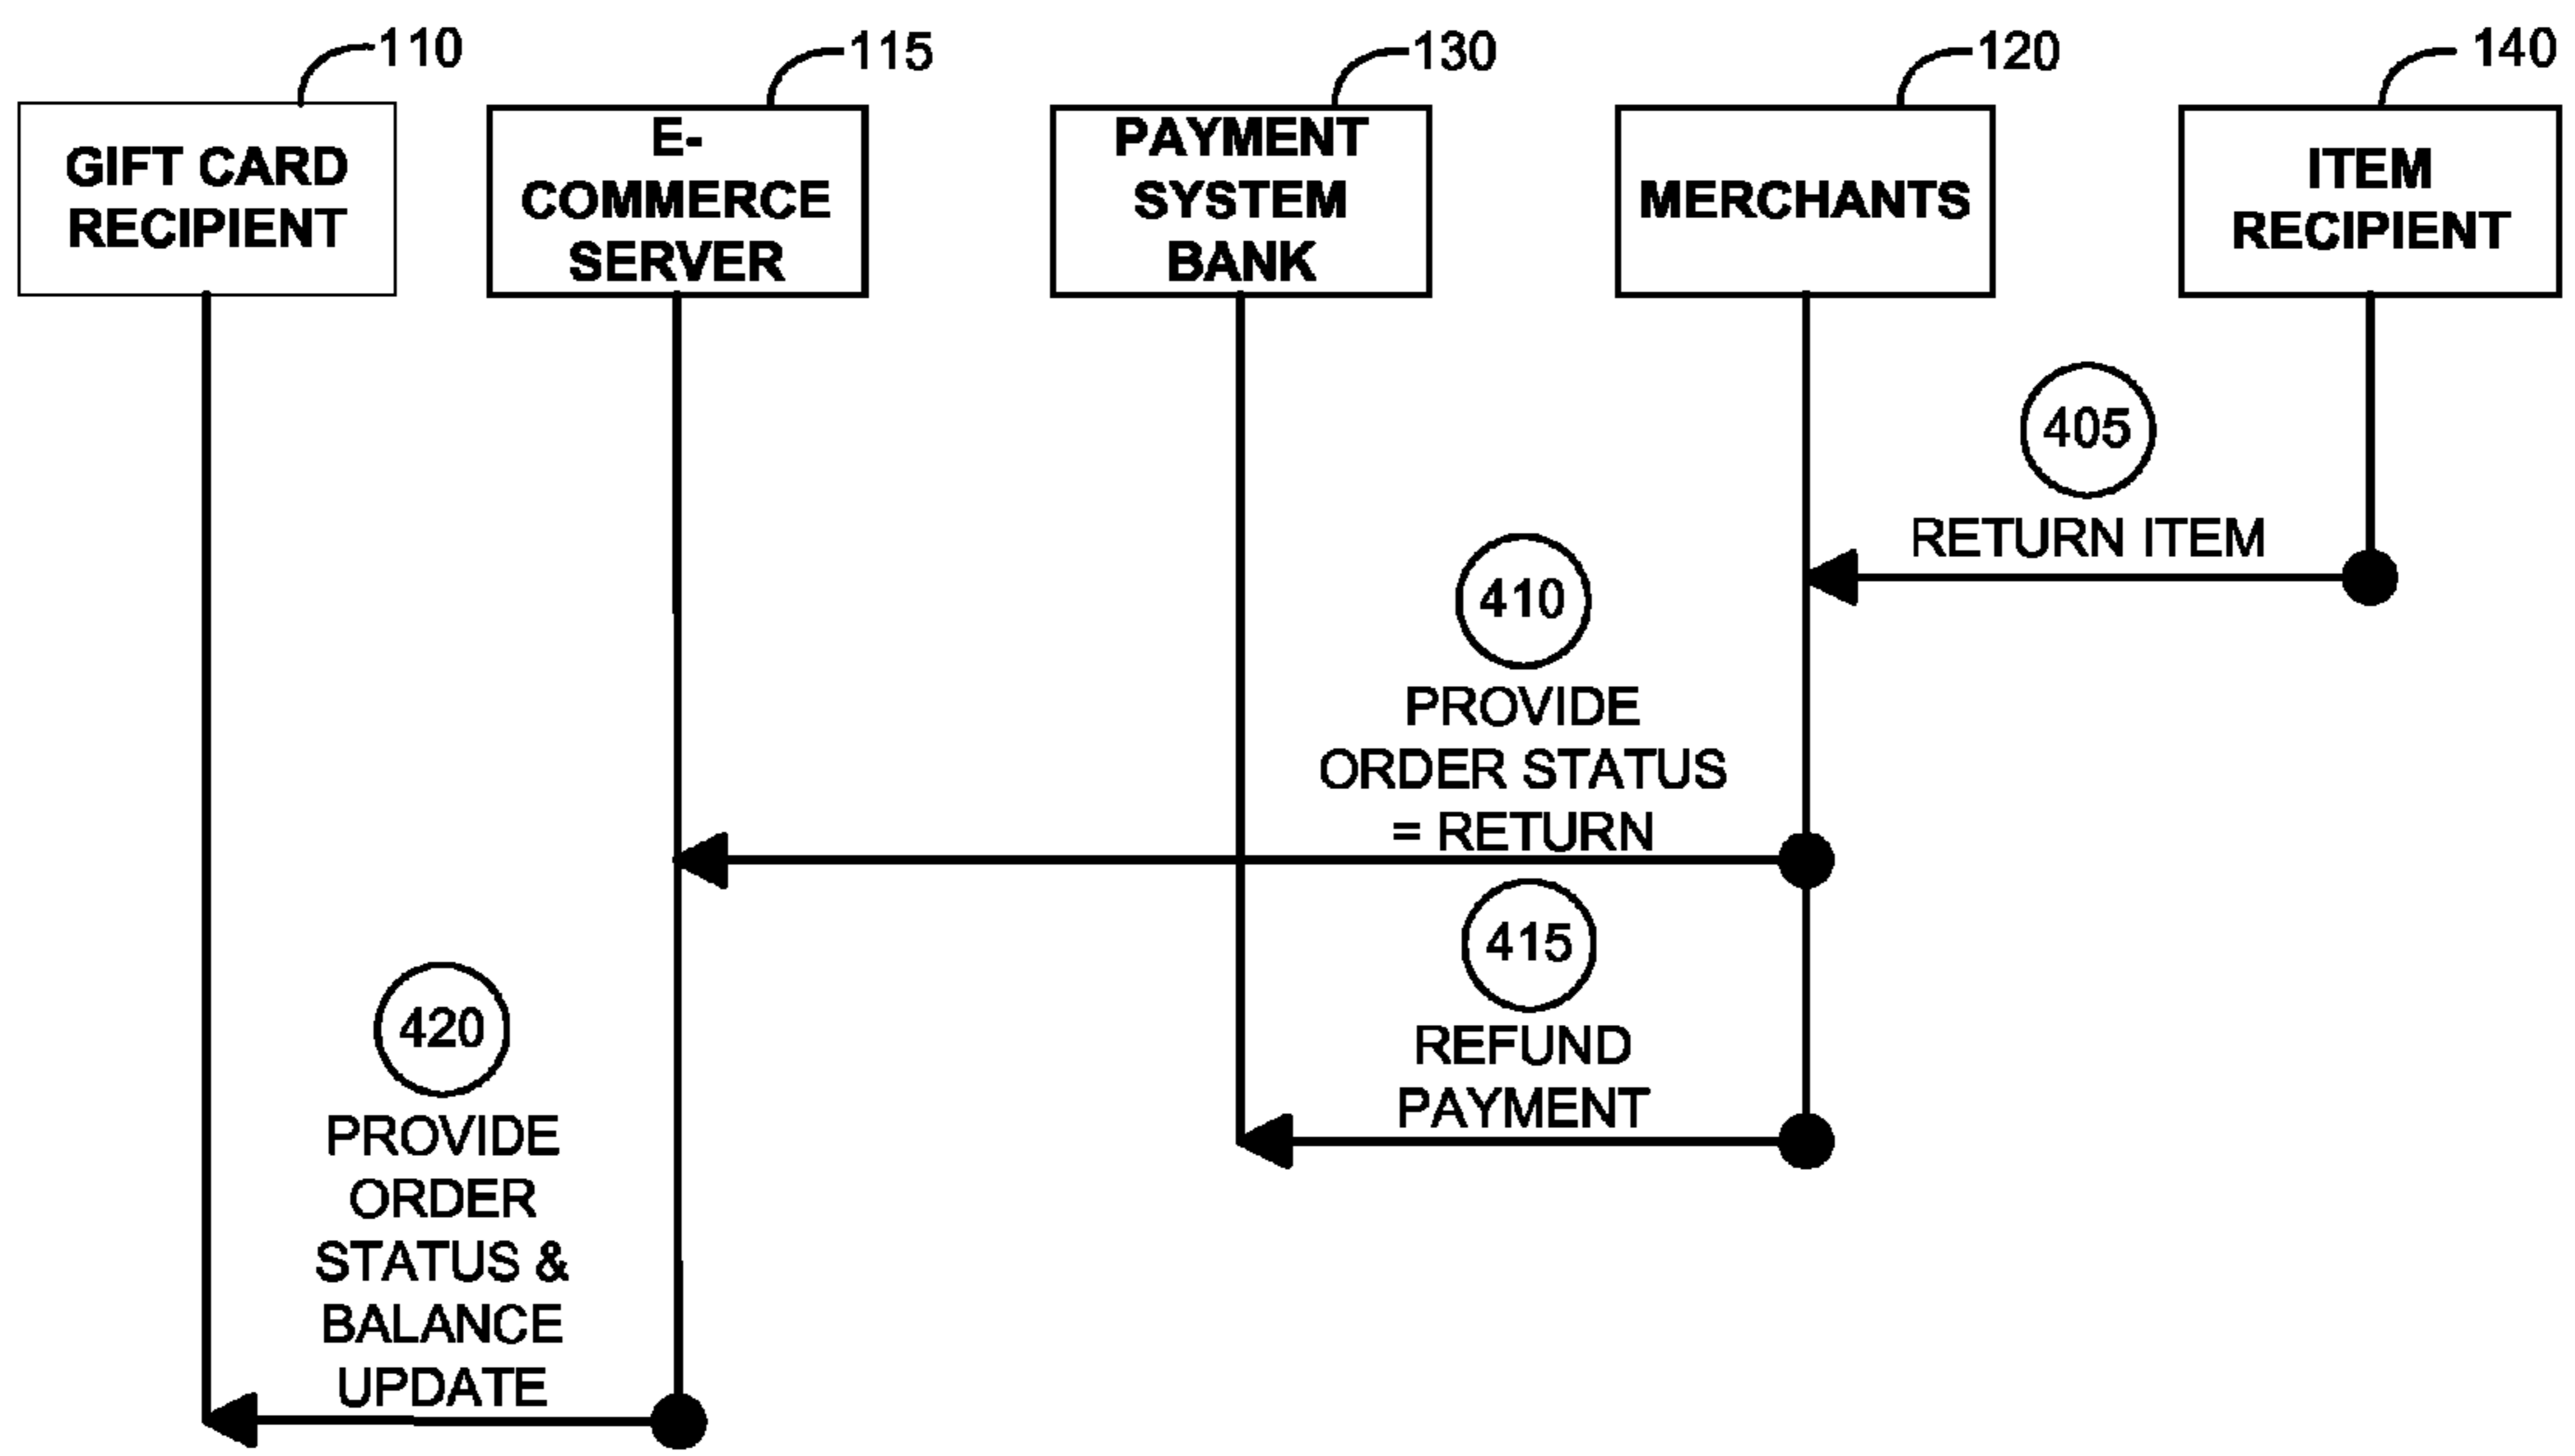 110
115
130
120
140
GIFT CARD
RECIPIENT
E-
COMMERCE
SERVER
PAYMENT
SYSTEM
BANK
MERCHANTS
ITEM
RECIPIENT
405
RETURN ITEM
410
PROVIDE
ORDER STATUS
= RETURN
415
REFUND
PAYMENT
420
PROVIDE
ORDER
STATUS &
BALANCE
UPDATE